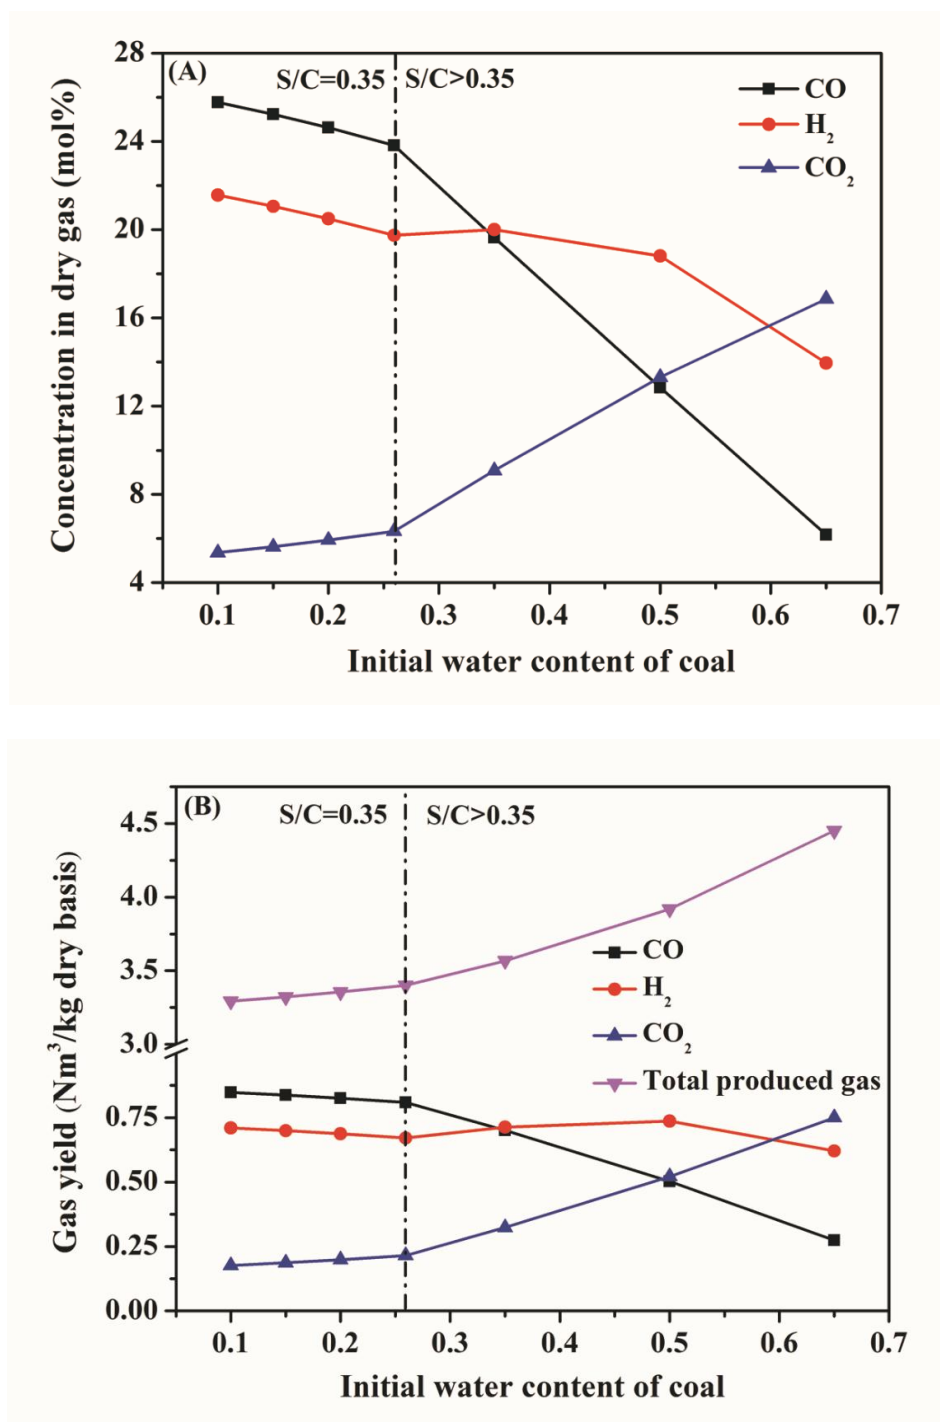 (A)
S/C=0.35 S/C>0.35
CO
H₂
CO₂
28
24
20
16
12
8
4
Concentration in dry gas (mol%)
0.1 0.2 0.3 0.4 0.5 0.6 0.7
Initial water content of coal
(B)
S/C=0.35 S/C>0.35
CO
H₂
CO₂
Total produced gas
4.5
4.0
3.5
3.0
0.75
0.50
0.25
0.00
Gas yield (Nm³/kg dry basis)
0.1 0.2 0.3 0.4 0.5 0.6 0.7
Initial water content of coal